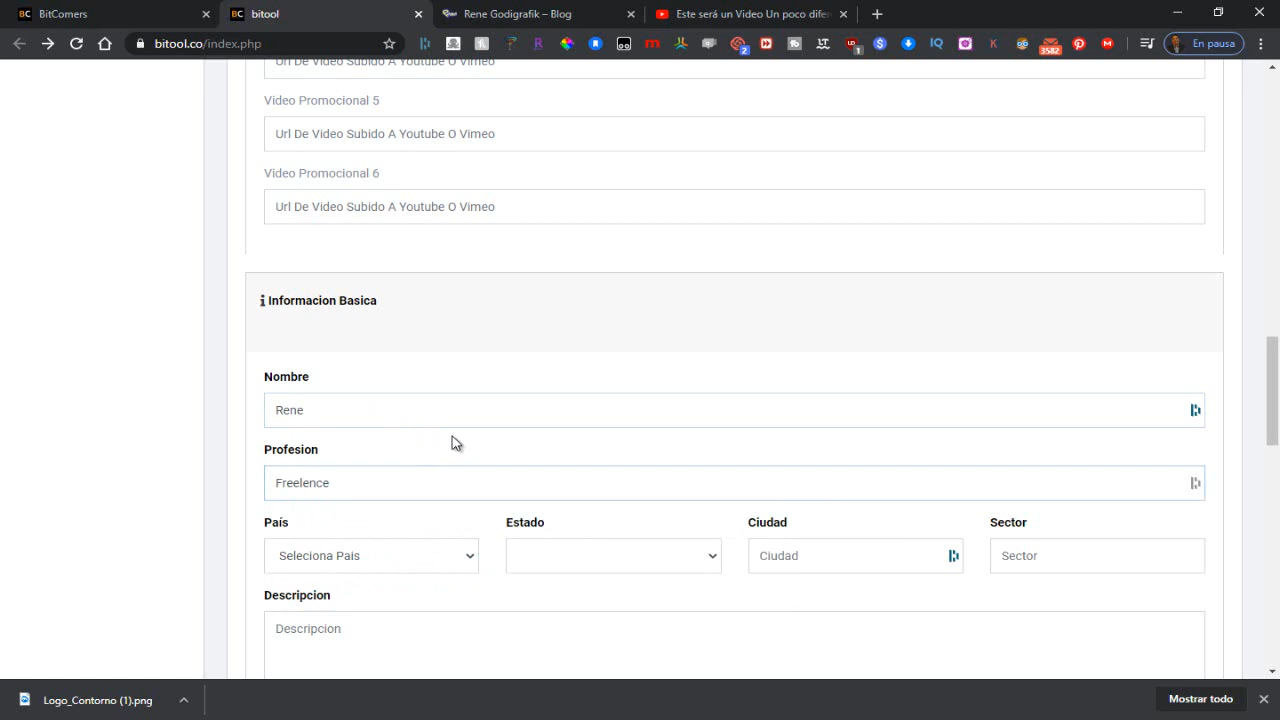 BitComers
bitool
Rene Godigrafik – Blog
Este será un Video Un poco difer
bitool.co/index.php
En pausa
Url De Video Subido A Youtube O Vimeo
Video Promocional 5
Url De Video Subido A Youtube O Vimeo
Video Promocional 6
Url De Video Subido A Youtube O Vimeo
Informacion Basica
Nombre
Rene
Profesion
Freelence
País
Estado
Ciudad
Sector
Seleciona Pais
Ciudad
Sector
Descripcion
Descripcion
Logo_Contorno (1).png
Mostrar todo